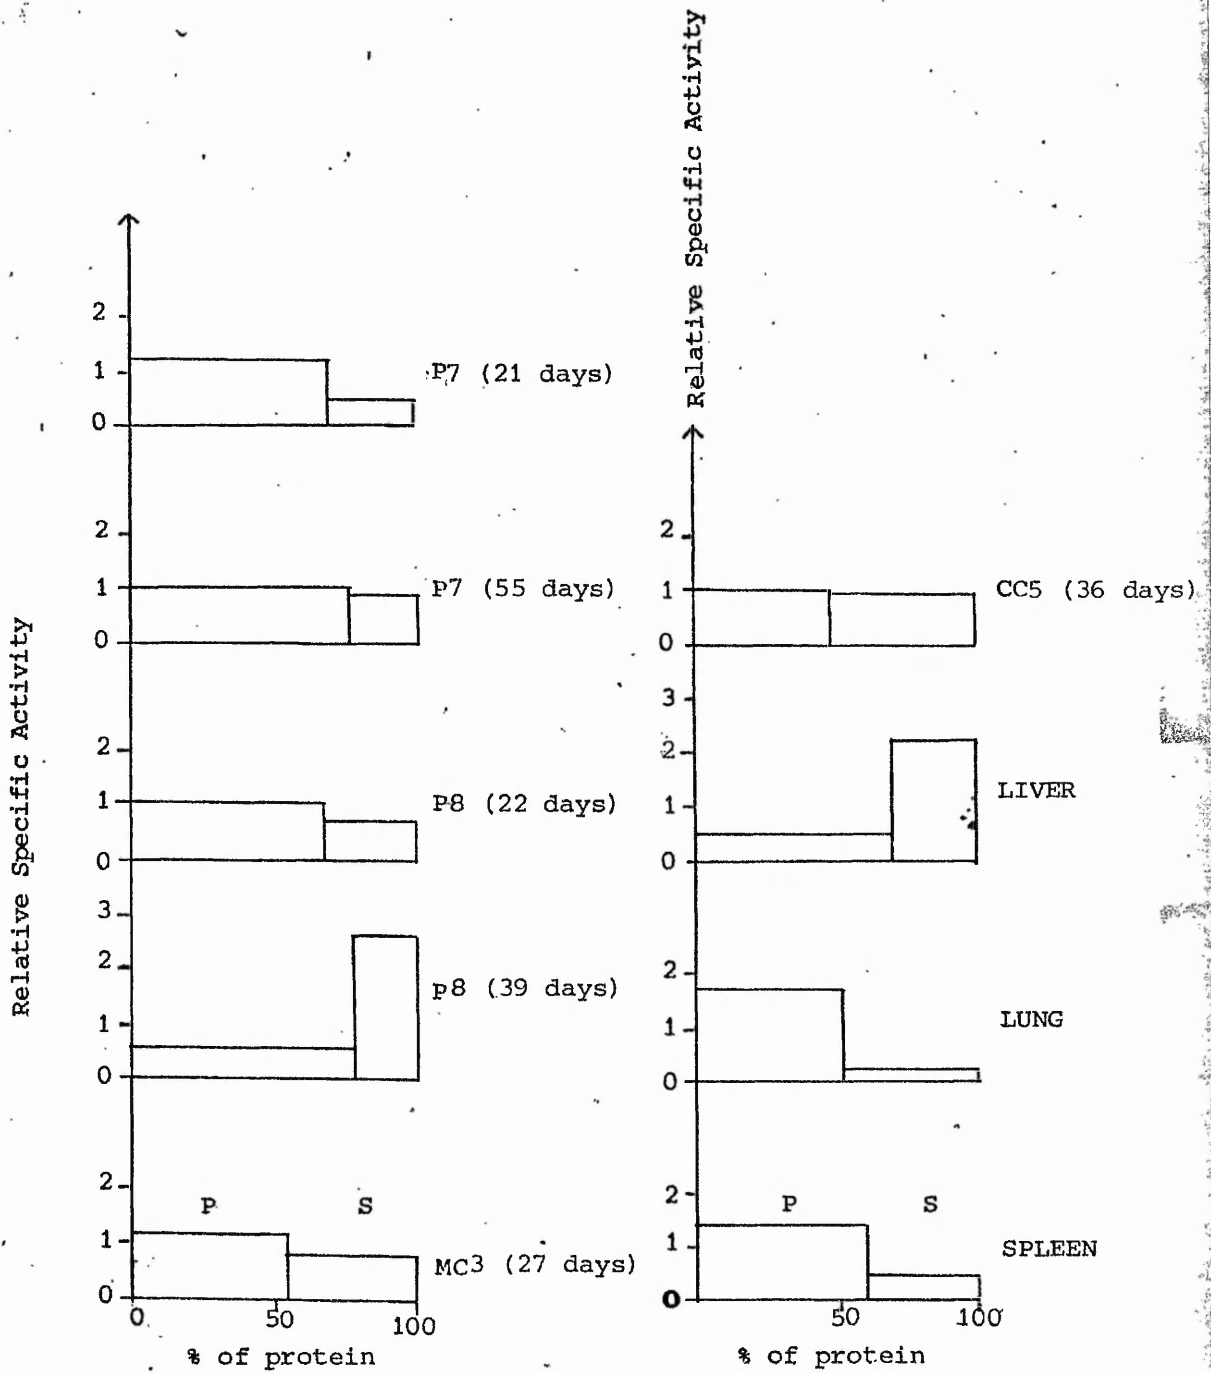 Relative Specific Activity
2
1
0
P7 (21 days)
2
1
0
P7 (55 days)
2
1
0
P8 (22 days)
3
2
1
0
p8 (39 days)
2
1
0
P S
MC3 (27 days)
0 50 100
% of protein
Relative Specific Activity
2
1
0
CC5 (36 days)
3
2
1
0
LIVER
2
1
0
LUNG
2
1
0
P S
SPLEEN
50 100
% of protein